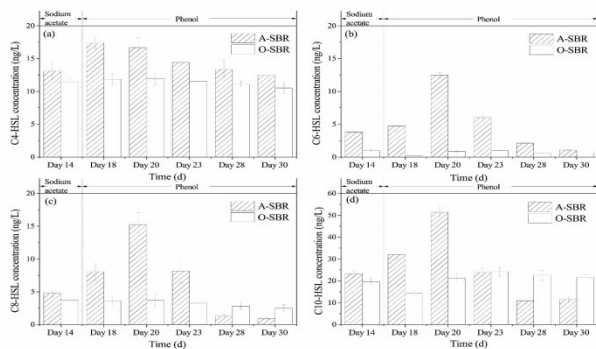 Sodium acetate
Phenol
(a)
A-SBR
O-SBR
C4-HSL concentration (ng/L)
20
15
10
5
0
Day 14 Day 18 Day 20 Day 23 Day 28 Day 30
Time (d)
Sodium acetate
Phenol
(b)
A-SBR
O-SBR
C6-HSL concentration (ng/L)
20
15
10
5
0
Day 14 Day 18 Day 20 Day 23 Day 28 Day 30
Time (d)
Sodium acetate
Phenol
(c)
A-SBR
O-SBR
C8-HSL concentration (ng/L)
20
15
10
5
0
Day 14 Day 18 Day 20 Day 23 Day 28 Day 30
Time (d)
Sodium acetate
Phenol
(d)
A-SBR
O-SBR
C10-HSL concentration (ng/L)
60
50
40
30
20
10
0
Day 14 Day 18 Day 20 Day 23 Day 28 Day 30
Time (d)